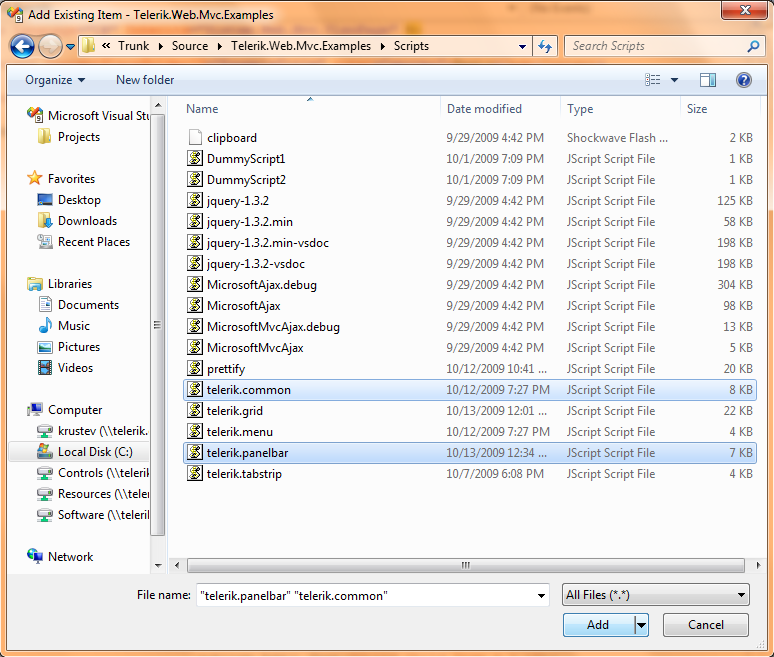 Add Existing Item - Telerik.Web.Mvc.Examples
« Trunk Source Telerik.Web.Mvc.Examples Scripts Search Scripts
Organize New folder
Microsoft Visual Stu
Projects
Favorites
Desktop
Downloads
Recent Places
Libraries
Documents
Music
Pictures
Videos
Computer
krustev (\\telerik.
Local Disk (C:)
Controls (\\telerik
Resources (\\teler
Software (\\teleril
Network
Name Date modified Type Size
clipboard 9/29/2009 4:42 PM Shockwave Flash ... 2 KB
DummyScript1 10/1/2009 7:09 PM JScript Script File 1 KB
DummyScript2 10/1/2009 7:09 PM JScript Script File 1 KB
jquery-1.3.2 9/29/2009 4:42 PM JScript Script File 125 KB
jquery-1.3.2.min 9/29/2009 4:42 PM JScript Script File 58 KB
jquery-1.3.2.min-vsdoc 9/29/2009 4:42 PM JScript Script File 198 KB
jquery-1.3.2-vsdoc 9/29/2009 4:42 PM JScript Script File 198 KB
MicrosoftAjax.debug 9/29/2009 4:42 PM JScript Script File 304 KB
MicrosoftAjax 9/29/2009 4:42 PM JScript Script File 98 KB
MicrosoftMvcAjax.debug 9/29/2009 4:42 PM JScript Script File 13 KB
MicrosoftMvcAjax 9/29/2009 4:42 PM JScript Script File 5 KB
prettify 10/12/2009 10:41 ... JScript Script File 20 KB
telerik.common 10/12/2009 7:27 PM JScript Script File 8 KB
telerik.grid 10/13/2009 12:01 ... JScript Script File 22 KB
telerik.menu 10/12/2009 7:27 PM JScript Script File 4 KB
telerik.panelbar 10/13/2009 12:34 ... JScript Script File 7 KB
telerik.tabstrip 10/7/2009 6:08 PM JScript Script File 4 KB
File name: "telerik.panelbar" "telerik.common" All Files (*.*)
Add Cancel